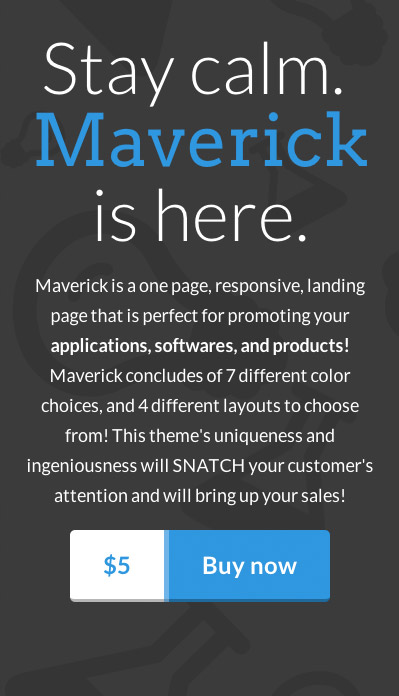 Stay calm.
Maverick
is here.
Maverick is a one page, responsive, landing
page that is perfect for promoting your
applications, softwares, and products!
Maverick concludes of 7 different color
choices, and 4 different layouts to choose
from! This theme's uniqueness and
ingeniousness will SNATCH your customer's
attention and will bring up your sales!
$5 Buy now